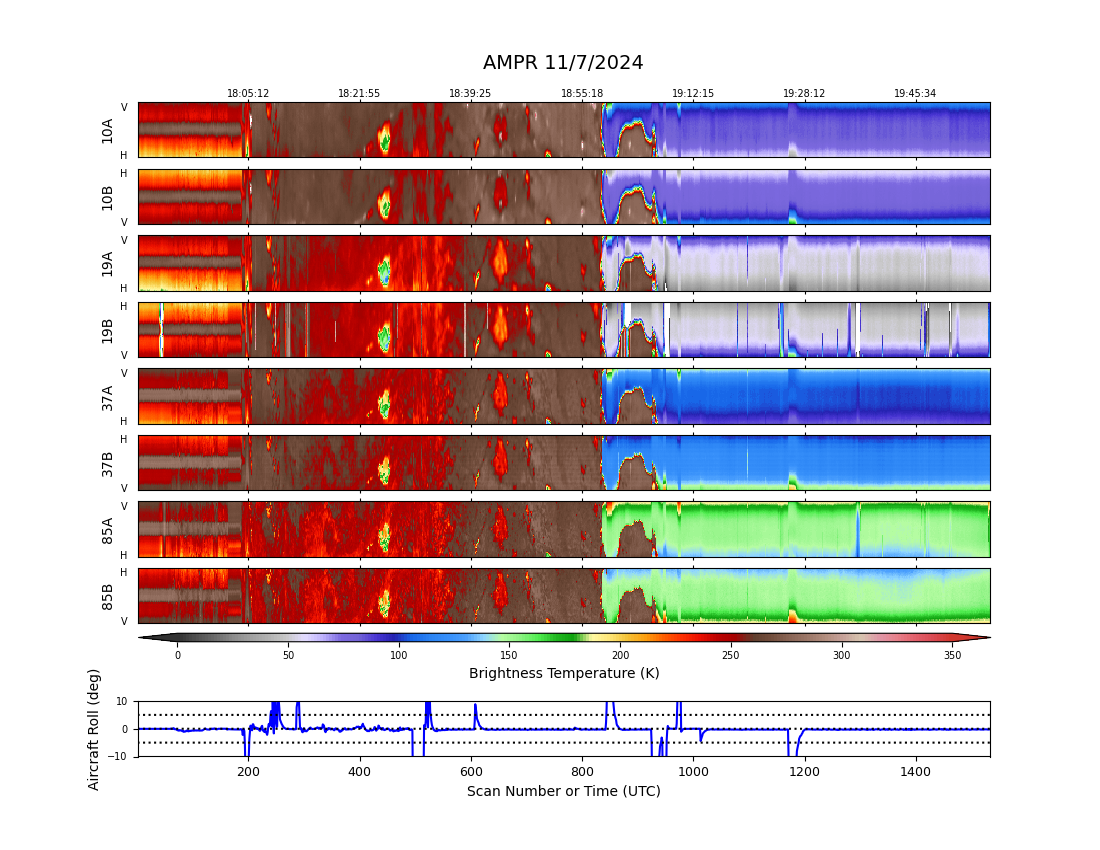 AMPR 11/7/2024
18:05:12 18:21:55 18:39:25 18:55:18 19:12:15 19:28:12 19:45:34
V
10A
H
H
10B
V
V
19A
H
H
19B
V
V
37A
H
H
37B
V
V
85A
H
H
85B
V
0 50 100 150 200 250 300 350
Brightness Temperature (K)
Aircraft Roll (deg)
10
0
−10
200 400 600 800 1000 1200 1400
Scan Number or Time (UTC)